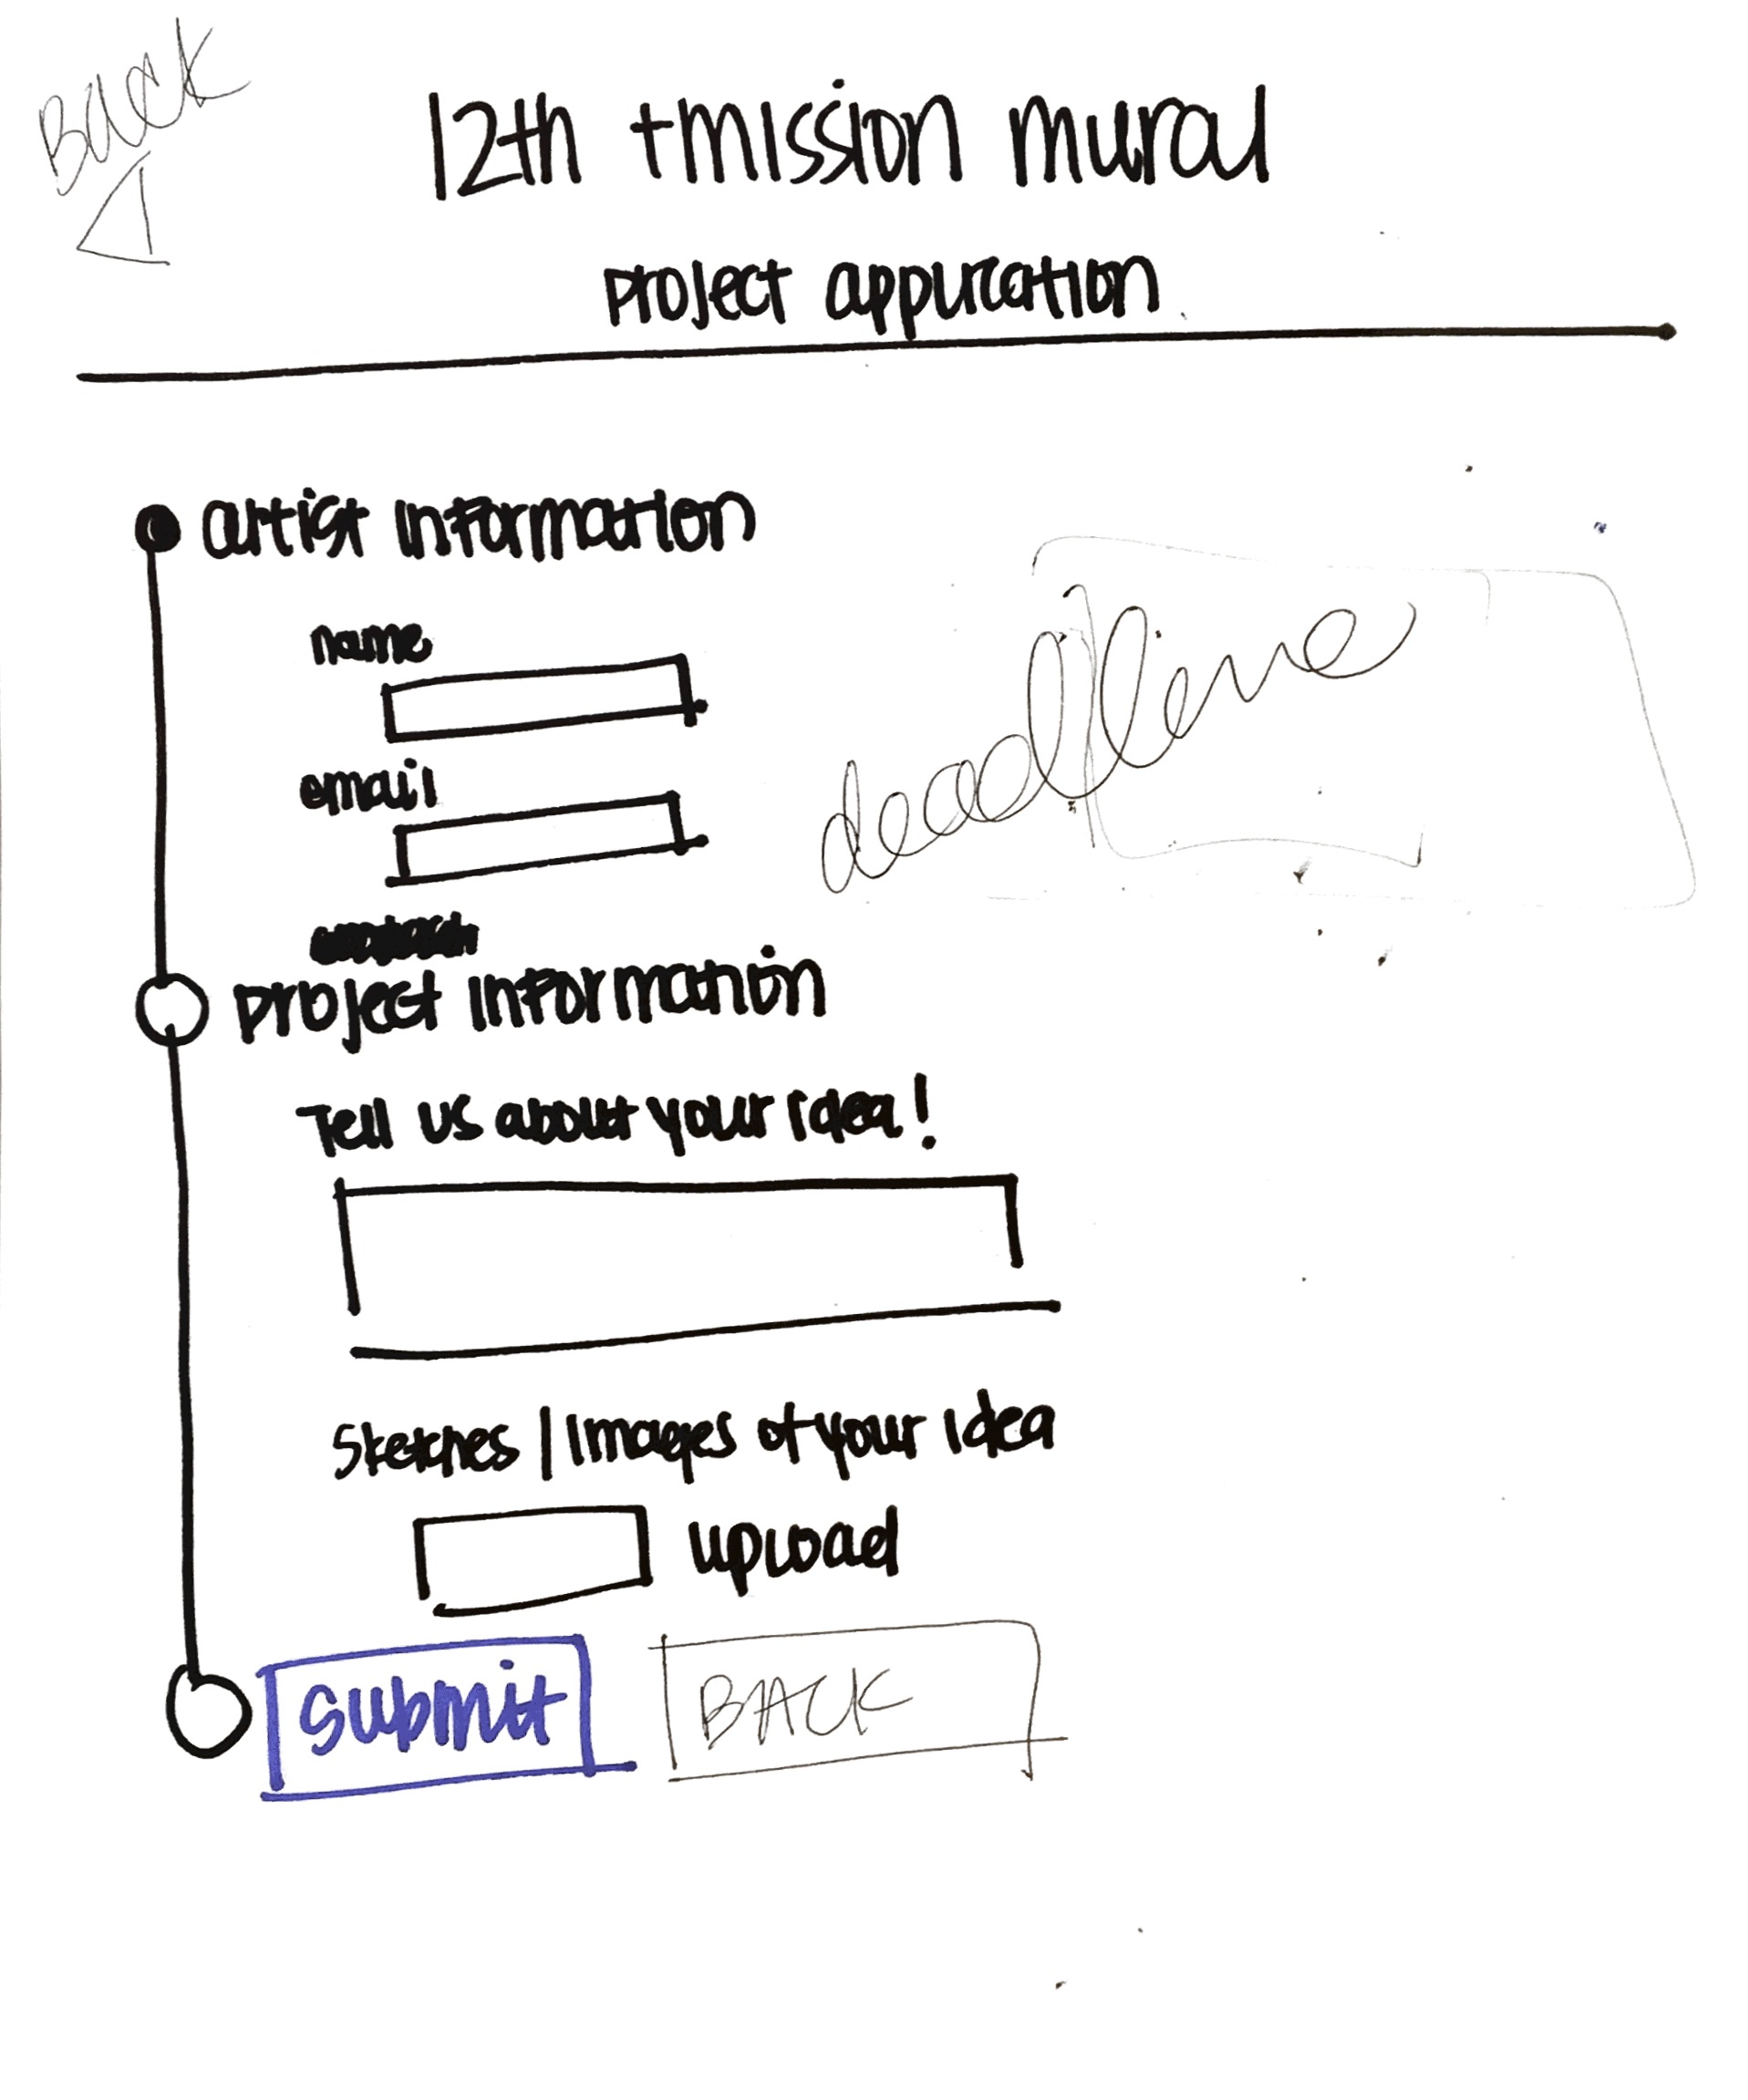 Back
12th + mission mural
project application
artist information
name
email
deadline
project information
Tell us about your idea!
Sketches / Images of your idea
upload
submit
BACK